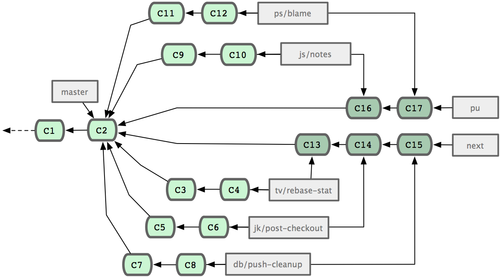 C11 C12 ps/blame
C9 C10 js/notes
master
C16 C17 pu
C1 C2
C13 C14 C15 next
C3 C4 tv/rebase-stat
C5 C6 jk/post-checkout
C7 C8 db/push-cleanup